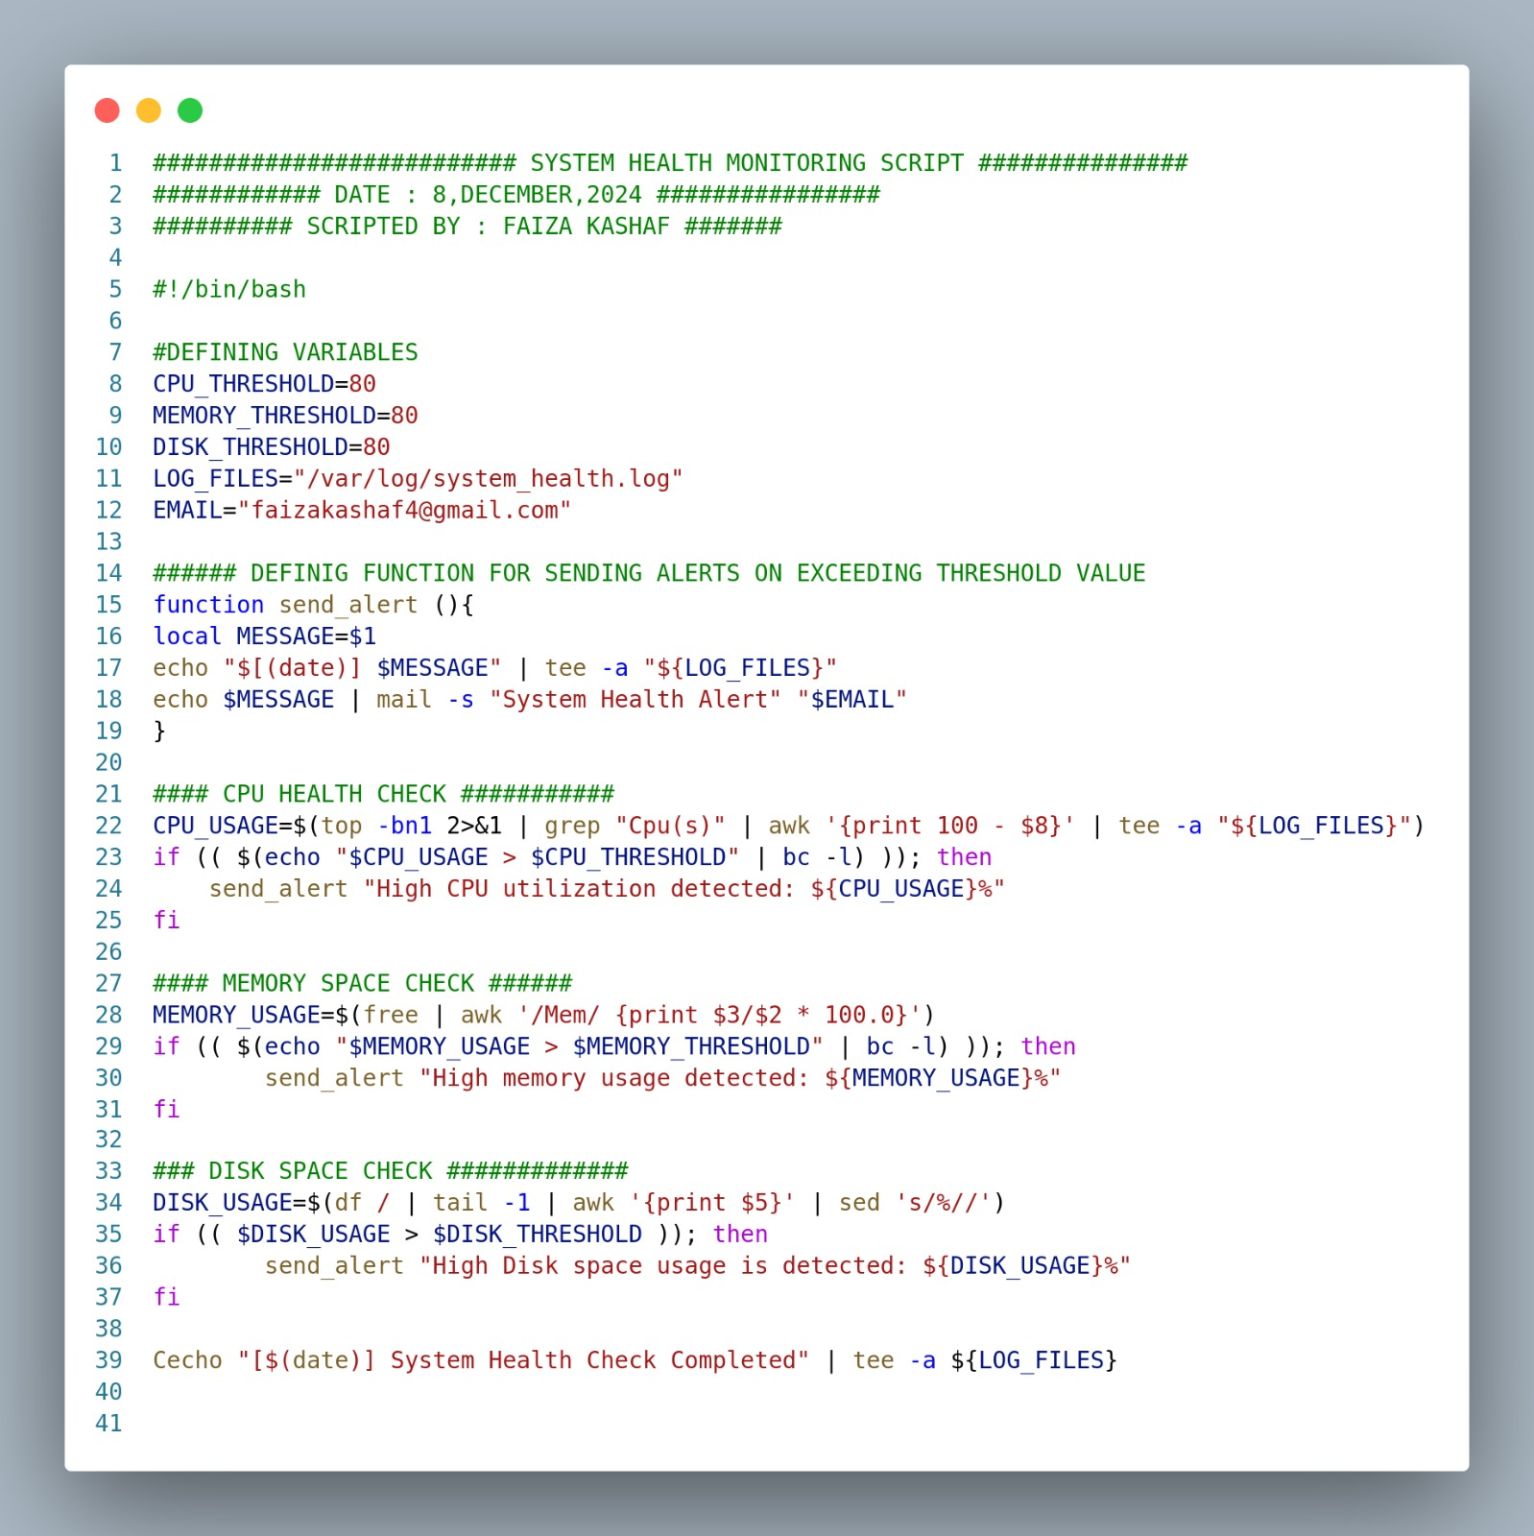 1 ########################## SYSTEM HEALTH MONITORING SCRIPT ###############
2 ############ DATE : 8,DECEMBER,2024 ################
3 ########## SCRIPTED BY : FAIZA KASHAF #######
4
5 #!/bin/bash
6
7 #DEFINING VARIABLES
8 CPU_THRESHOLD=80
9 MEMORY_THRESHOLD=80
10 DISK_THRESHOLD=80
11 LOG_FILES="/var/log/system_health.log"
12 EMAIL="faizakashaf4@gmail.com"
13
14 ###### DEFINIG FUNCTION FOR SENDING ALERTS ON EXCEEDING THRESHOLD VALUE
15 function send_alert (){
16 local MESSAGE=$1
17 echo "$[(date)] $MESSAGE" | tee -a "${LOG_FILES}"
18 echo $MESSAGE | mail -s "System Health Alert" "$EMAIL"
19 }
20
21 #### CPU HEALTH CHECK ###########
22 CPU_USAGE=$(top -bn1 2>&1 | grep "Cpu(s)" | awk '{print 100 - $8}' | tee -a "${LOG_FILES}")
23 if (( $(echo "$CPU_USAGE > $CPU_THRESHOLD" | bc -l) )); then
24     send_alert "High CPU utilization detected: ${CPU_USAGE}%"
25 fi
26
27 #### MEMORY SPACE CHECK ######
28 MEMORY_USAGE=$(free | awk '/Mem/ {print $3/$2 * 100.0}')
29 if (( $(echo "$MEMORY_USAGE > $MEMORY_THRESHOLD" | bc -l) )); then
30         send_alert "High memory usage detected: ${MEMORY_USAGE}%"
31 fi
32
33 ### DISK SPACE CHECK #############
34 DISK_USAGE=$(df / | tail -1 | awk '{print $5}' | sed 's/%//')
35 if (( $DISK_USAGE > $DISK_THRESHOLD )); then
36         send_alert "High Disk space usage is detected: ${DISK_USAGE}%"
37 fi
38
39 Cecho "[$(date)] System Health Check Completed" | tee -a ${LOG_FILES}
40
41